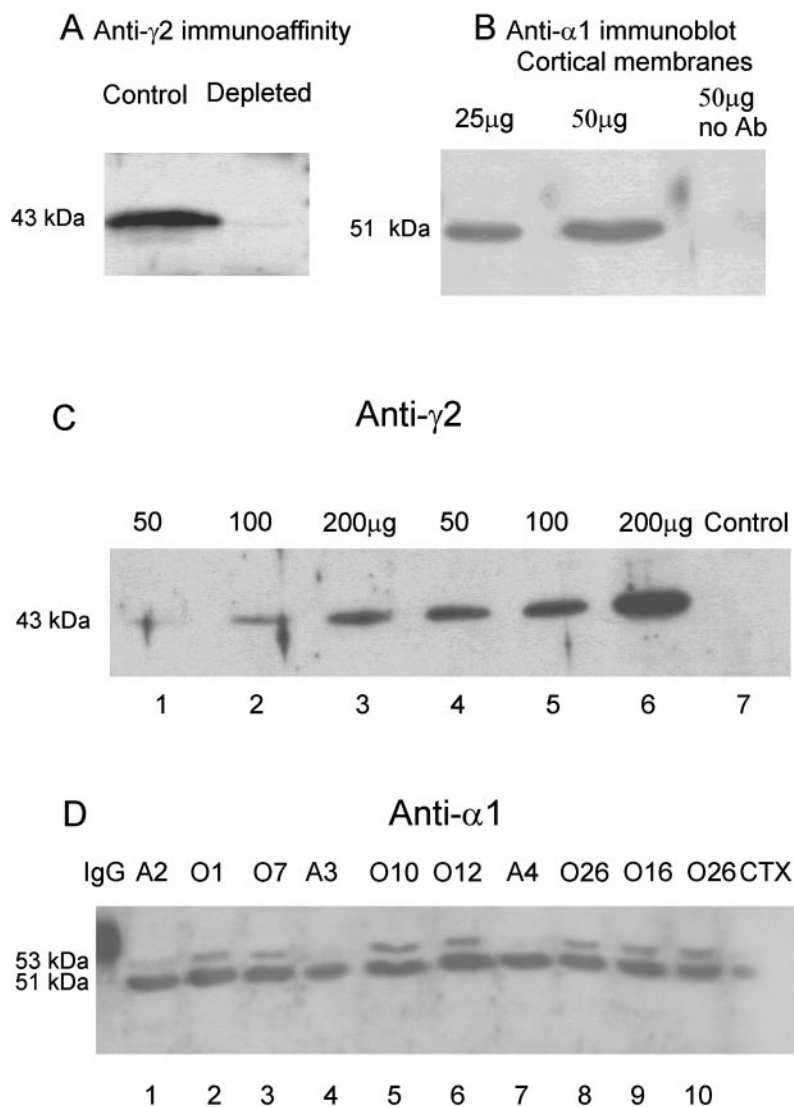 A Anti-γ2 immunoaffinity
Control Depleted
43 kDa
B Anti-α1 immunoblot
Cortical membranes
25μg 50μg 50μg
no Ab
51 kDa
C Anti-γ2
50 100 200μg 50 100 200μg Control
43 kDa
1 2 3 4 5 6 7
D Anti-α1
IgG A2 O1 O7 A3 O10 O12 A4 O26 O16 O26 CTX
53 kDa
51 kDa
1 2 3 4 5 6 7 8 9 10